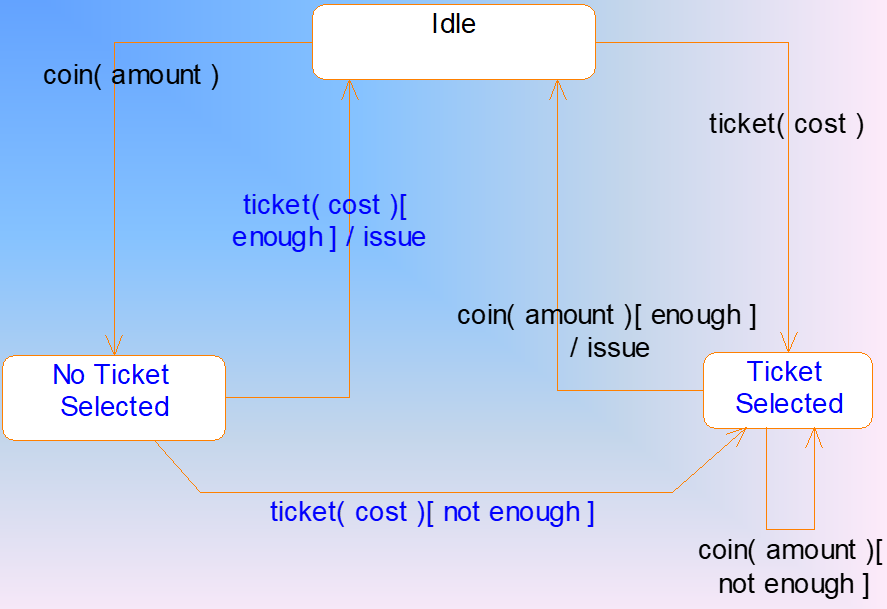 Idle
coin( amount )
ticket( cost )
ticket( cost )[
enough ] / issue
coin( amount )[ enough ]
/ issue
No Ticket
Selected
Ticket
Selected
ticket( cost )[ not enough ]
coin( amount )[
not enough ]